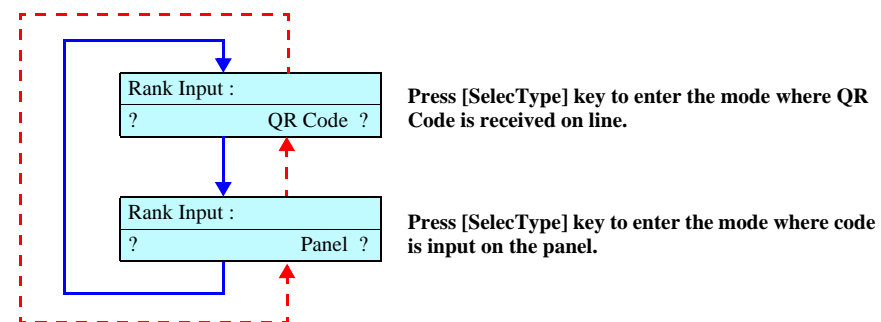 Rank Input :
? QR Code ?
Press [SelecType] key to enter the mode where QR
Code is received on line.
Rank Input :
? Panel ?
Press [SelecType] key to enter the mode where code
is input on the panel.